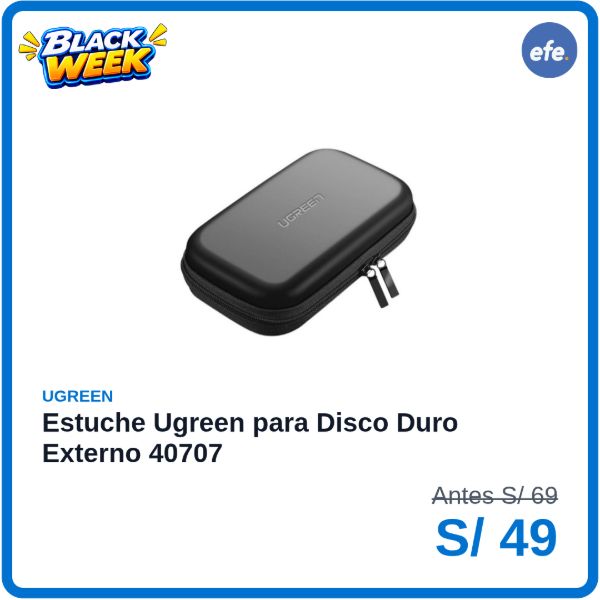 BLACK
WEEK
efe.
UGREEN
UGREEN
Estuche Ugreen para Disco Duro
Externo 40707
Antes S/ 69
S/ 49